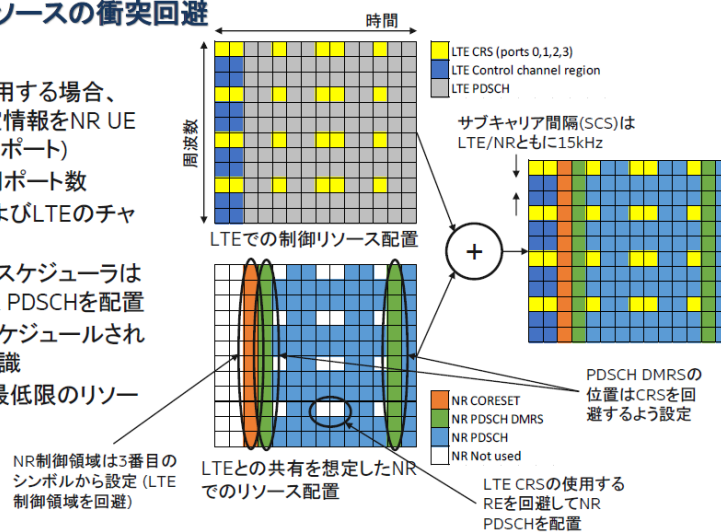 ソースの衝突回避
時間
用する場合、
定情報をNR UE
ポート)
ポート数
よびLTEのチャ
スケジューラは
PDSCHを配置
ケジュールされ
識
最低限のリソー
周波数
LTE CRS (ports 0,1,2,3)
LTE Control channel region
LTE PDSCH
サブキャリア間隔(SCS)は
LTE/NRともに15kHz
LTEでの制御リソース配置
+
NR CORESET
NR PDSCH DMRS
NR PDSCH
NR Not used
PDSCH DMRSの
位置はCRSを回
避するよう設定
NR制御領域は3番目の
シンボルから設定 (LTE
制御領域を回避)
LTEとの共有を想定したNR
でのリソース配置
LTE CRSの使用する
REを回避してNR
PDSCHを配置